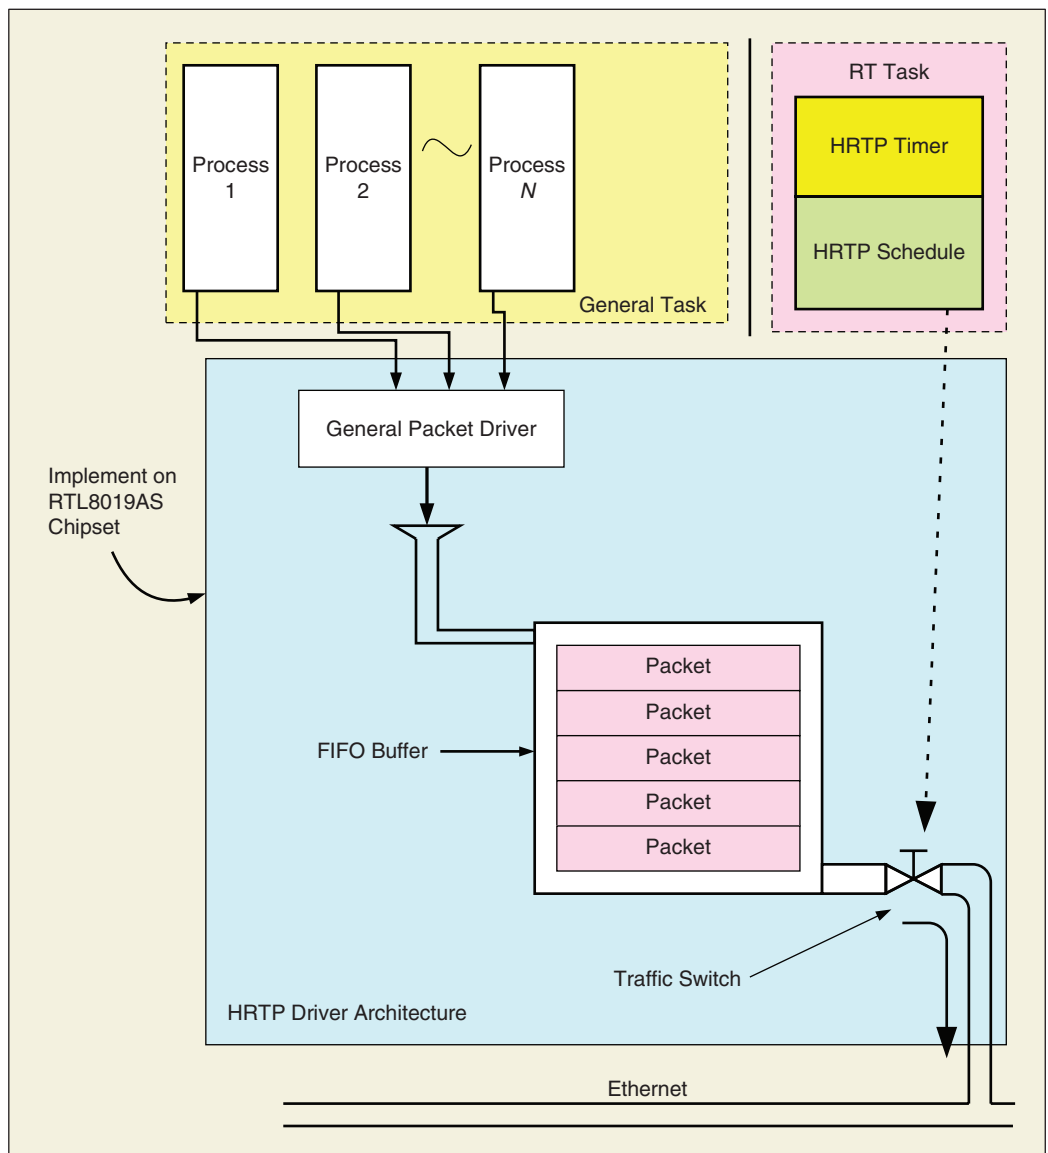 RT Task
HRTP Timer
HRTP Schedule
Process
1
Process
2
Process
N
General Task
General Packet Driver
Implement on
RTL8019AS
Chipset
Packet
Packet
Packet
Packet
Packet
FIFO Buffer
Traffic Switch
HRTP Driver Architecture
Ethernet